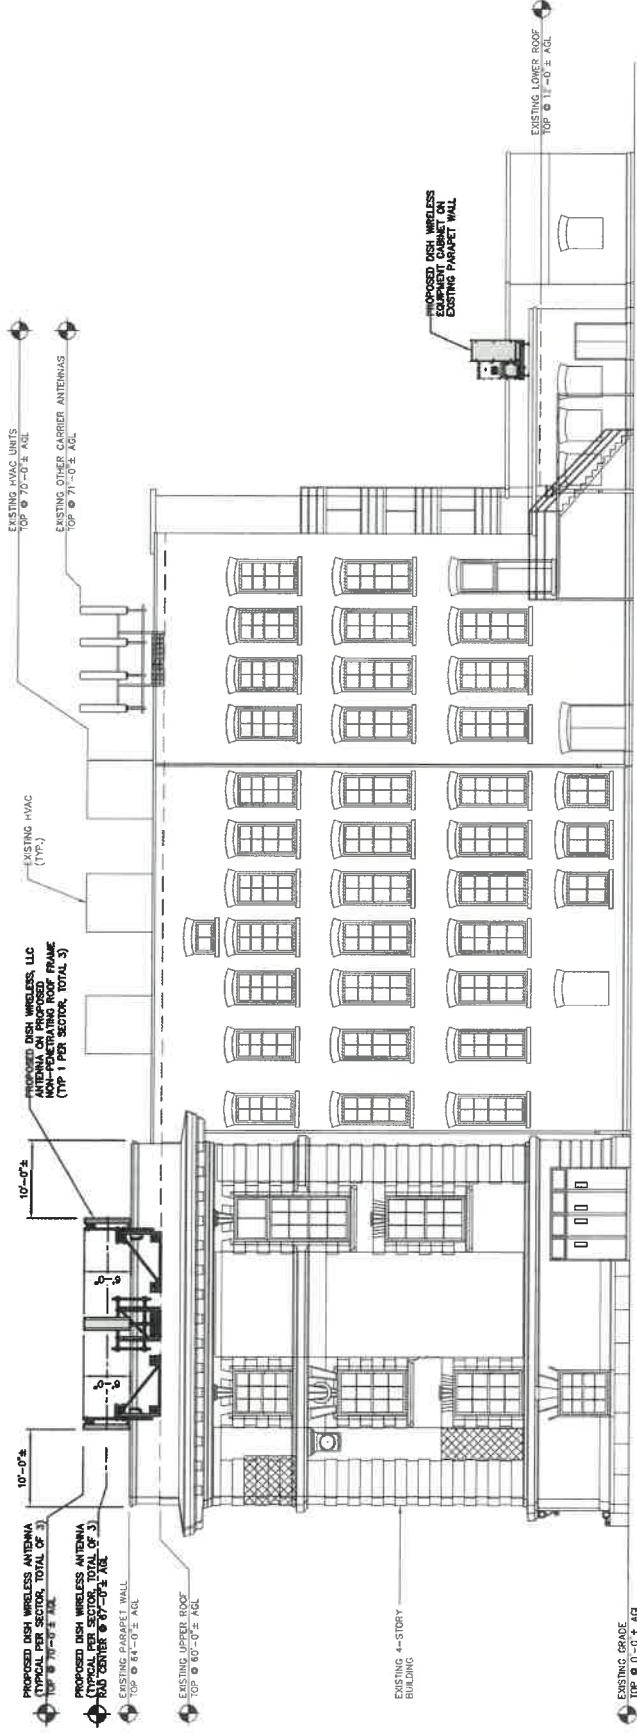 PROPOSED DISH WIRELESS ANTENNA
(TYPICAL PER SECTOR, TOTAL OF 3)
TOP @ 70'-0"± AGL
PROPOSED DISH WIRELESS ANTENNA
(TYPICAL PER SECTOR, TOTAL OF 3)
RAD CENTER @ 67'-0"± AGL
EXISTING PARAPET WALL
TOP @ 64'-0"± AGL
EXISTING UPPER ROOF
TOP @ 60'-0"± AGL
EXISTING 4-STORY
BUILDING
EXISTING GRADE
TOP @ 0'-0"± AGL
10'-0"±
6'-0"
6'-0"
10'-0"±
PROPOSED DISH WIRELESS, LLC
ANTENNA ON PROPOSED
NON-PENETRATING ROOF FRAME
(TYP 1 PER SECTOR, TOTAL 3)
EXISTING HVAC
(TYP.)
EXISTING HVAC UNITS
TOP @ 70'-0"± AGL
EXISTING OTHER CARRIER ANTENNAS
TOP @ 71'-0"± AGL
PROPOSED DISH WIRELESS
EQUIPMENT CABINET ON
EXISTING PARAPET WALL
EXISTING LOWER ROOF
TOP @ 12'-0"± AGL